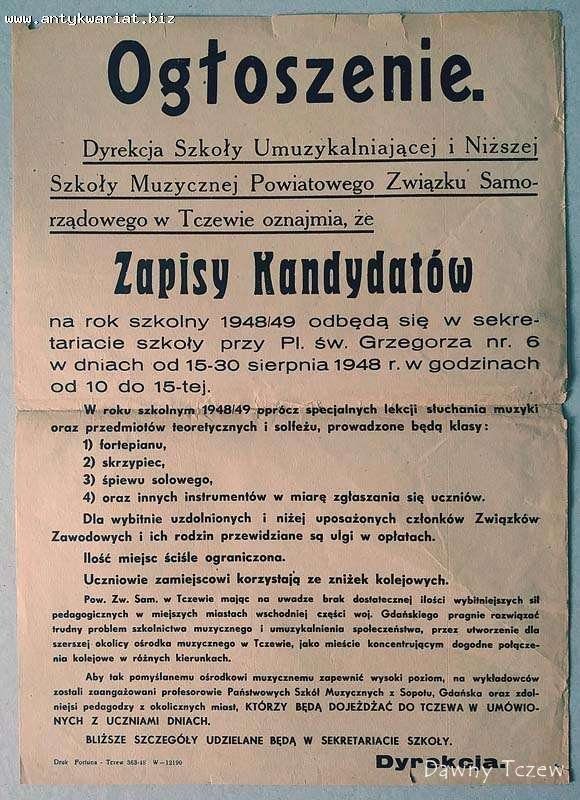 www.antykwariat.biz
Ogłoszenie.
Dyrekcja Szkoły Umuzykalniającej i Niższej
Szkoły Muzycznej Powiatowego Związku Samo-
rządowego w Tczewie oznajmia, że
Zapisy Kandydatów
na rok szkolny 1948/49 odbędą się w sekre-
tariacie szkoły przy Pl. św. Grzegorza nr. 6
w dniach od 15-30 sierpnia 1948 r. w godzinach
od 10 do 15-tej.
W roku szkolnym 1948/49 oprócz specjalnych lekcji słuchania muzyki
oraz przedmiotów teoretycznych i solfeżu, prowadzone będą klasy:
1) fortepianu,
2) skrzypiec,
3) śpiewu solowego,
4) oraz innych instrumentów w miarę zgłaszania się uczniów.
Dla wybitnie uzdolnionych i niżej uposażonych członków Związków
Zawodowych i ich rodzin przewidziane są ulgi w opłatach.
Ilość miejsc ściśle ograniczona.
Uczniowie zamiejscowi korzystają ze zniżek kolejowych.
Pow. Zw. Sam. w Tczewie mając na uwadze brak dostatecznej ilości wybitniejszych sił
pedagogicznych w miejszych miastach wschodniej części woj. Gdańskiego pragnie rozwiązać
trudny problem szkolnictwa muzycznego i umuzykalnienia społeczeństwa, przez utworzenie dla
szerszej okolicy ośrodka muzycznego w Tczewie, jako mieście koncentrującym dogodne połącze-
nia kolejowe w różnych kierunkach.
Aby tak pomyślanemu ośrodkowi muzycznemu zapewnić wysoki poziom, na wykładowców
zostali zaangażowani profesorowie Państwowych Szkół Muzycznych z Sopotu, Gdańska oraz zdol-
niejsi pedagodzy z okolicznych miast, KTÓRZY BĘDĄ DOJEŻDŻAĆ DO TCZEWA W UMÓWIO-
NYCH Z UCZNIAMI DNIACH.
BLIŻSZE SZCZEGÓŁY UDZIELANE BĘDĄ W SEKRETARIACIE SZKOŁY.
Dyrekcja.
Druk Fortuna - Tczew 363-48 W—12190
Dawny Tczew